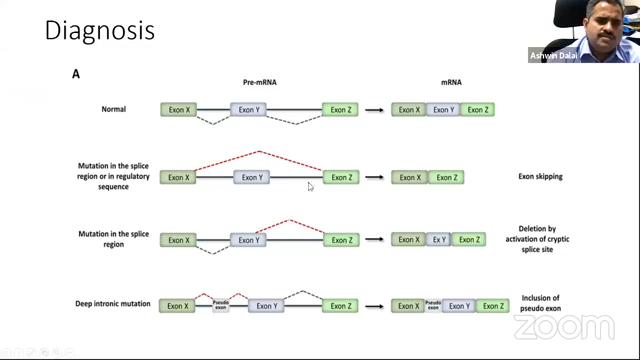 Diagnosis
Ashwin Dalal
A
Pre-mRNA
mRNA
Normal
Exon X
Exon Y
Exon Z
Exon X
Exon Y
Exon Z
Mutation in the splice
region or in regulatory
sequence
Exon X
Exon Y
Exon Z
Exon X
Exon Z
Exon skipping
Mutation in the splice
region
Exon X
Exon Y
Exon Z
Exon X
Ex Y
Exon Z
Deletion by
activation of cryptic
splice site
Deep intronic mutation
Exon X
Pseudo
exon
Exon Y
Exon Z
Exon X
Pseudo
exon
Exon Y
Exon Z
Inclusion of
pseudo exon
zoom